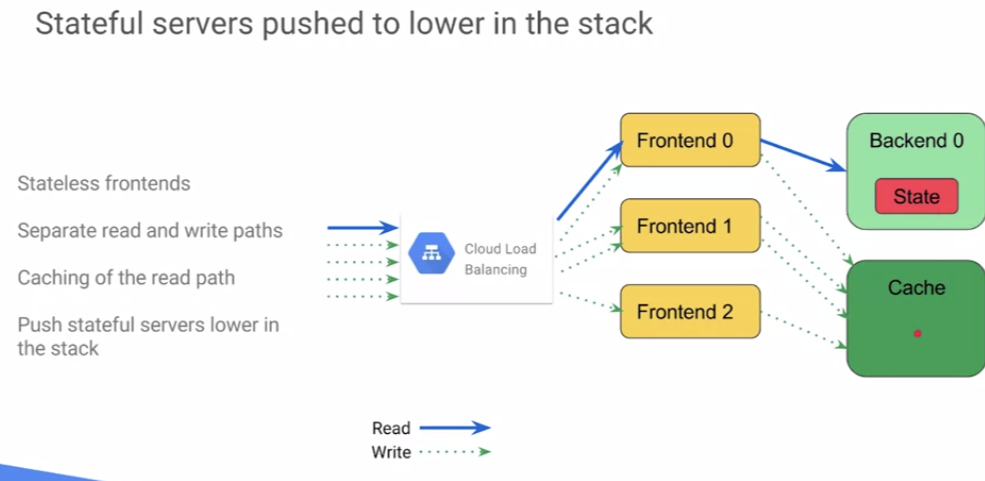 Stateful servers pushed to lower in the stack
Stateless frontends
Separate read and write paths
Caching of the read path
Push stateful servers lower in
the stack
Cloud Load
Balancing
Frontend 0
Frontend 1
Frontend 2
Backend 0
State
Cache
Read
Write